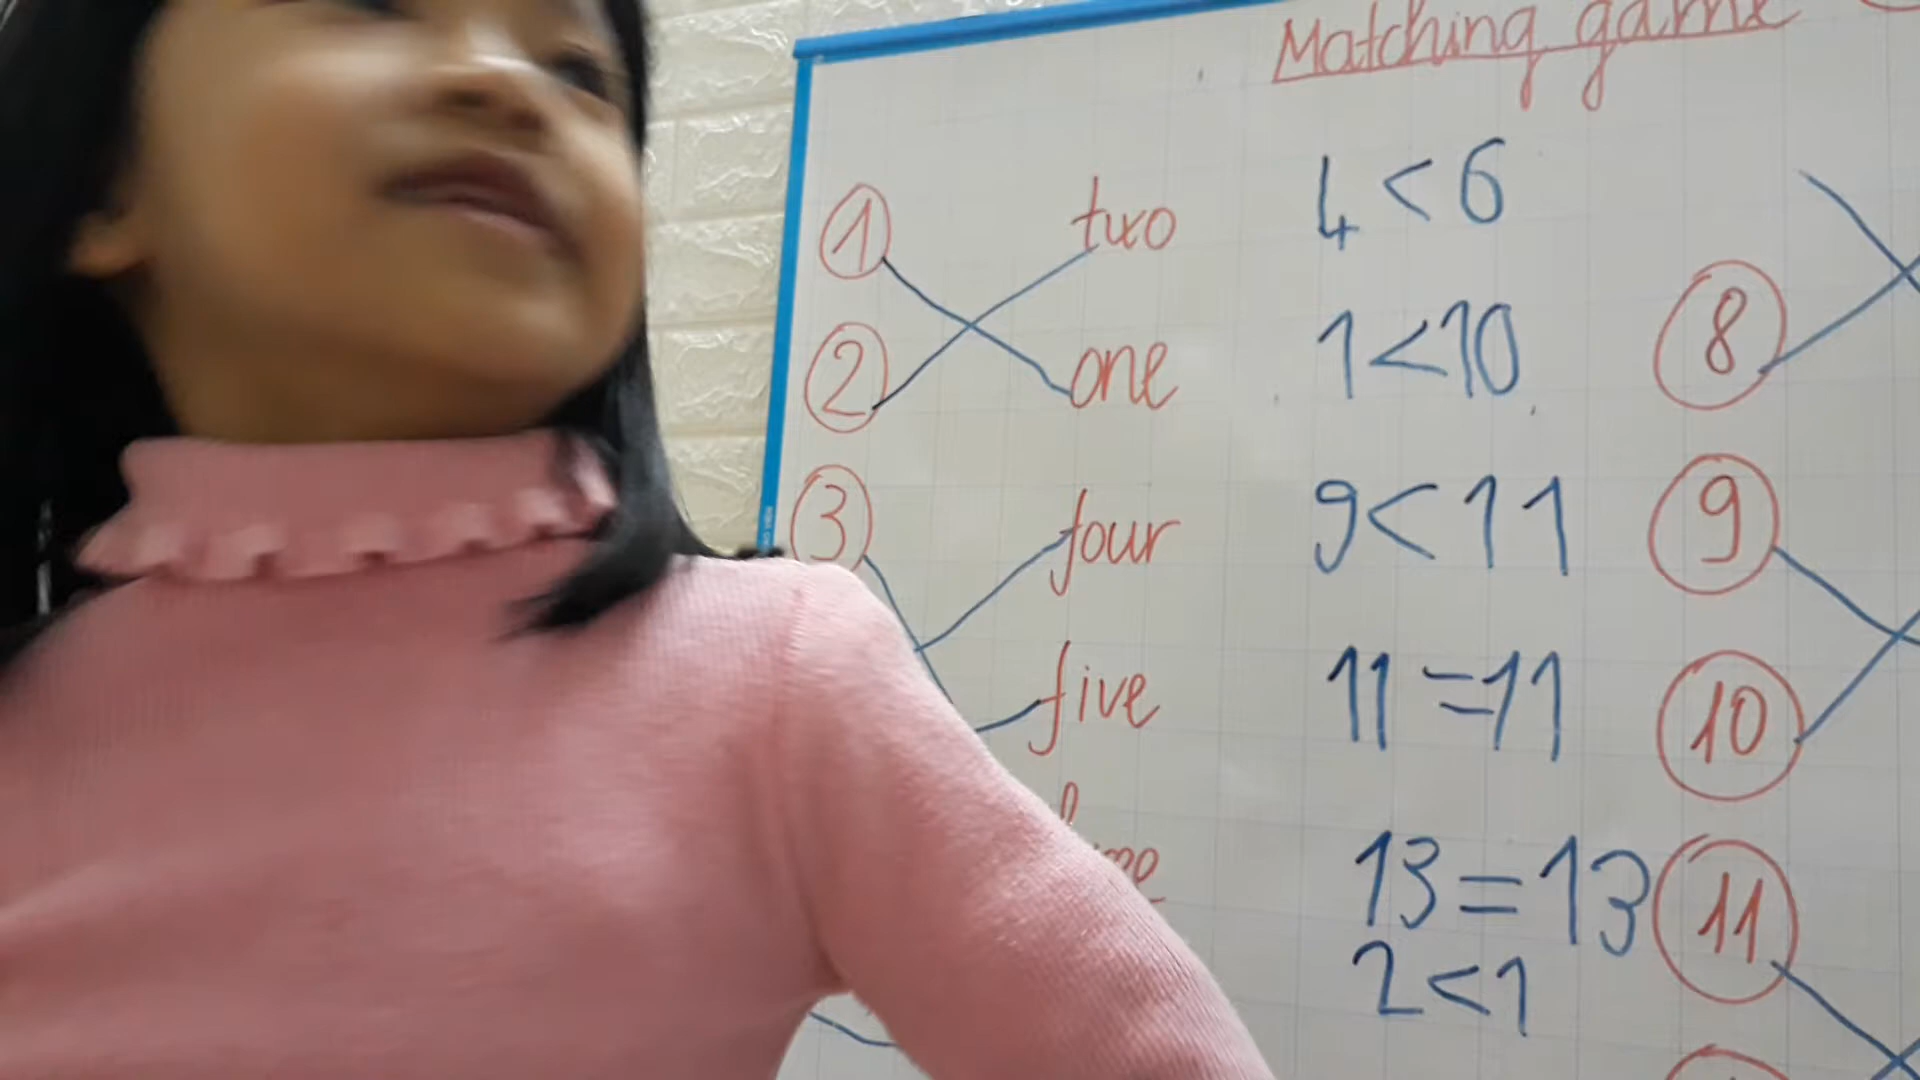 Matching game
1 two 4 < 6
8
2 one 1 < 10
3 four 9 < 11 9
five 11 = 11 10
13 = 13 11
2 < 1